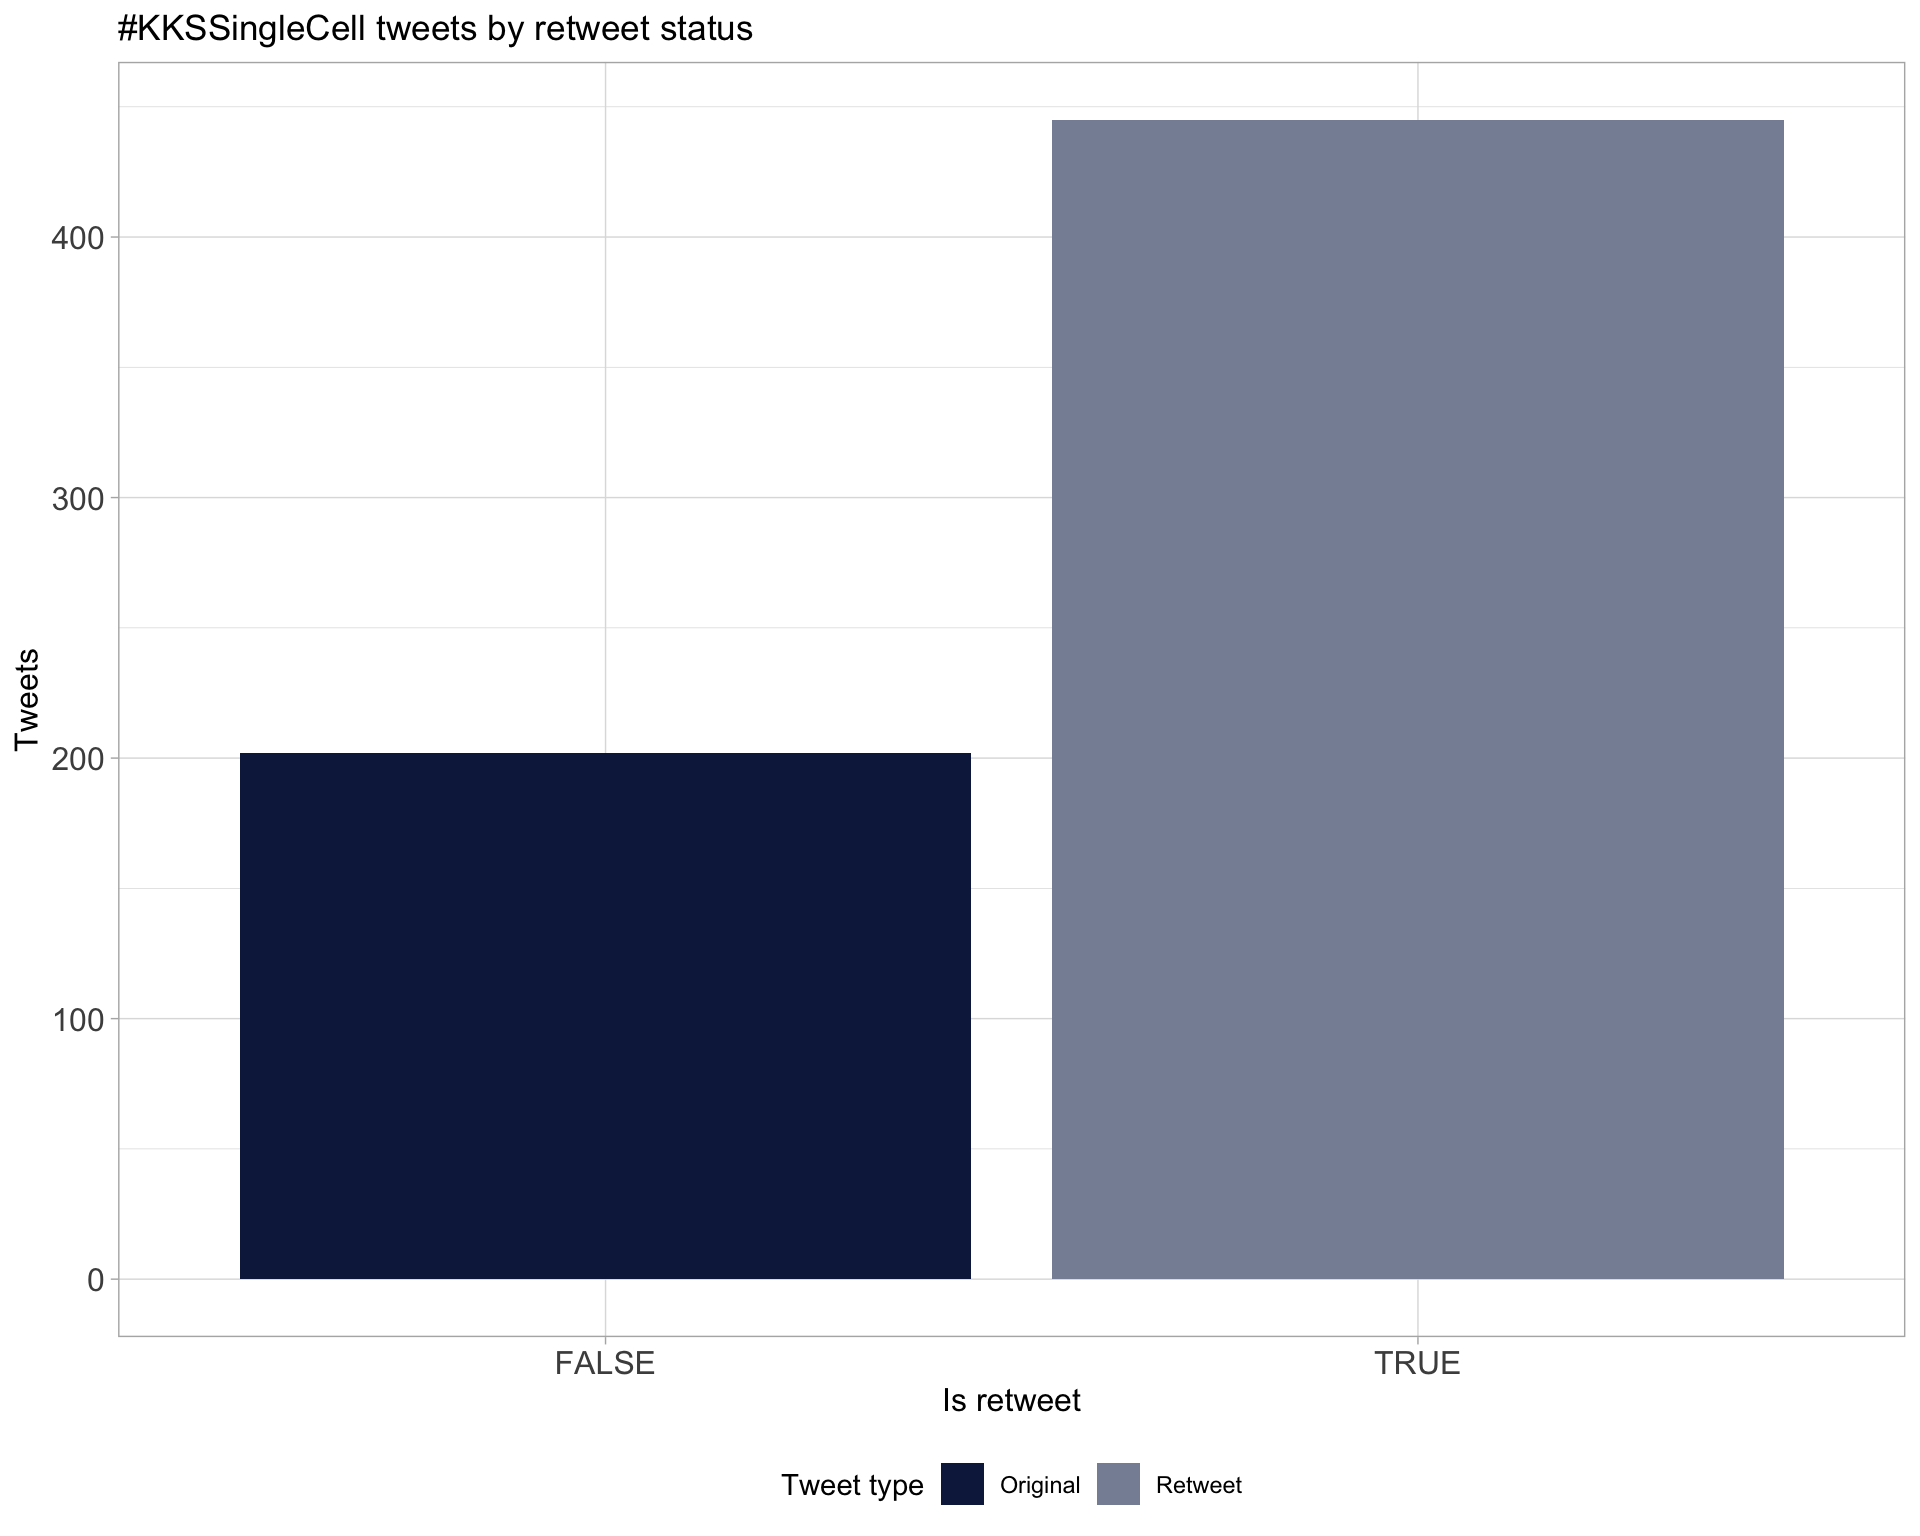 #KKSSingleCell tweets by retweet status
Tweets
400
300
200
100
0
FALSE TRUE
Is retweet
Tweet type Original Retweet